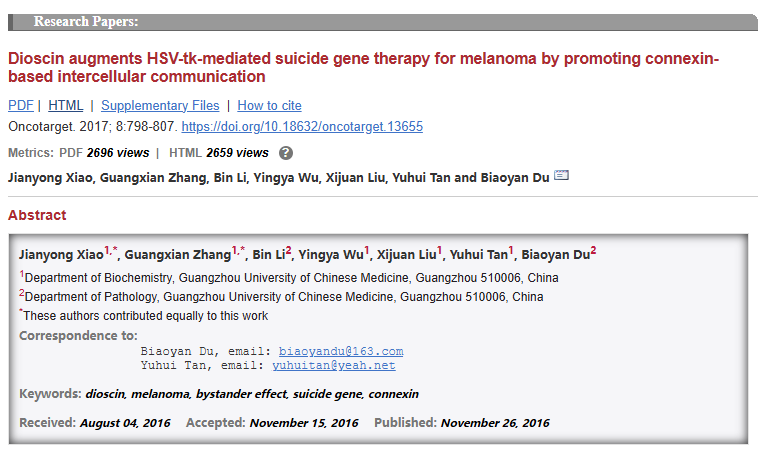 Research Papers:
Dioscin augments HSV-tk-mediated suicide gene therapy for melanoma by promoting connexin-
based intercellular communication
PDF | HTML | Supplementary Files | How to cite
Oncotarget. 2017; 8:798-807. https://doi.org/10.18632/oncotarget.13655
Metrics: PDF 2696 views | HTML 2659 views ?
Jianyong Xiao, Guangxian Zhang, Bin Li, Yingya Wu, Xijuan Liu, Yuhui Tan and Biaoyan Du
Abstract
Jianyong Xiao1,*, Guangxian Zhang1,*, Bin Li2, Yingya Wu1, Xijuan Liu1, Yuhui Tan1, Biaoyan Du2
1Department of Biochemistry, Guangzhou University of Chinese Medicine, Guangzhou 510006, China
2Department of Pathology, Guangzhou University of Chinese Medicine, Guangzhou 510006, China
*These authors contributed equally to this work
Correspondence to:
Biaoyan Du, email: biaoyandu@163.com
Yuhui Tan, email: yuhuitan@yeah.net
Keywords: dioscin, melanoma, bystander effect, suicide gene, connexin
Received: August 04, 2016 Accepted: November 15, 2016 Published: November 26, 2016